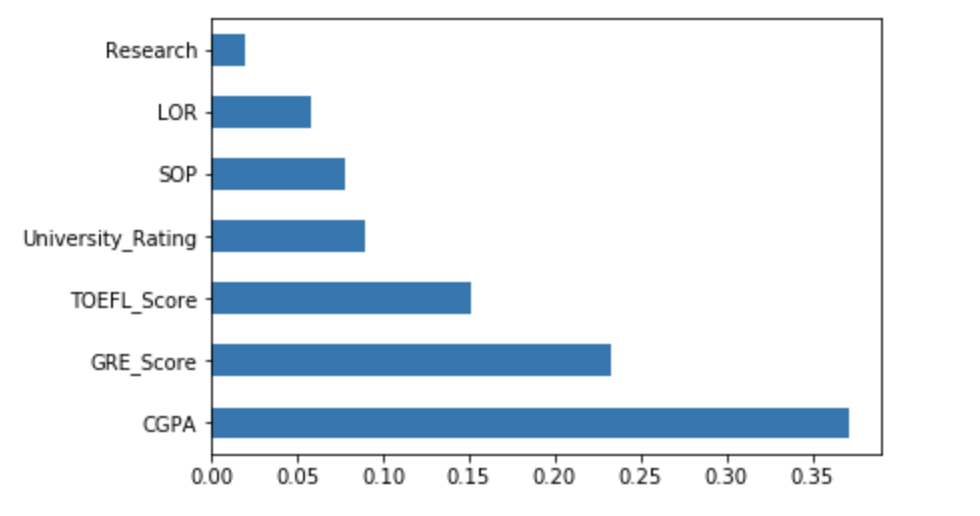 Research
LOR
SOP
University_Rating
TOEFL_Score
GRE_Score
CGPA
0.00 0.05 0.10 0.15 0.20 0.25 0.30 0.35